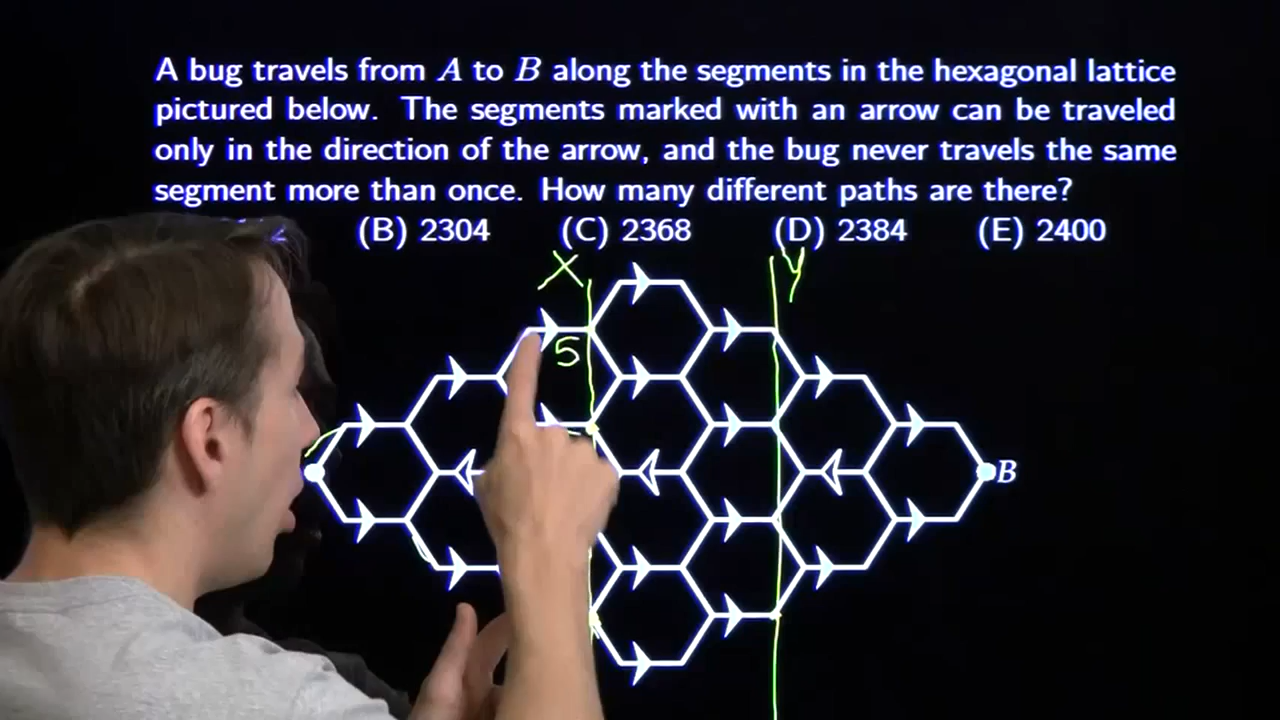 A bug travels from A to B along the segments in the hexagonal lattice
pictured below. The segments marked with an arrow can be traveled
only in the direction of the arrow, and the bug never travels the same
segment more than once. How many different paths are there?
(B) 2304 (C) 2368 (D) 2384 (E) 2400
X Y
5
B